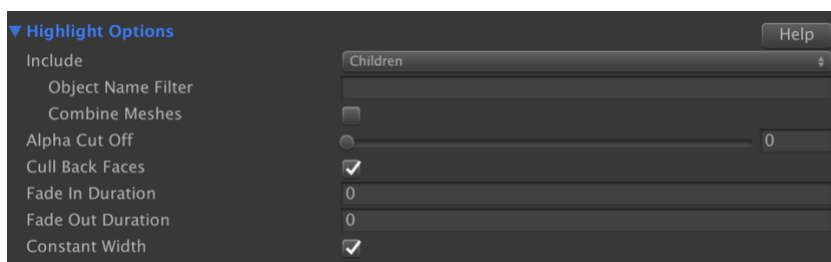 Highlight Options Help
Include Children
Object Name Filter
Combine Meshes
Alpha Cut Off 0
Cull Back Faces
Fade In Duration 0
Fade Out Duration 0
Constant Width